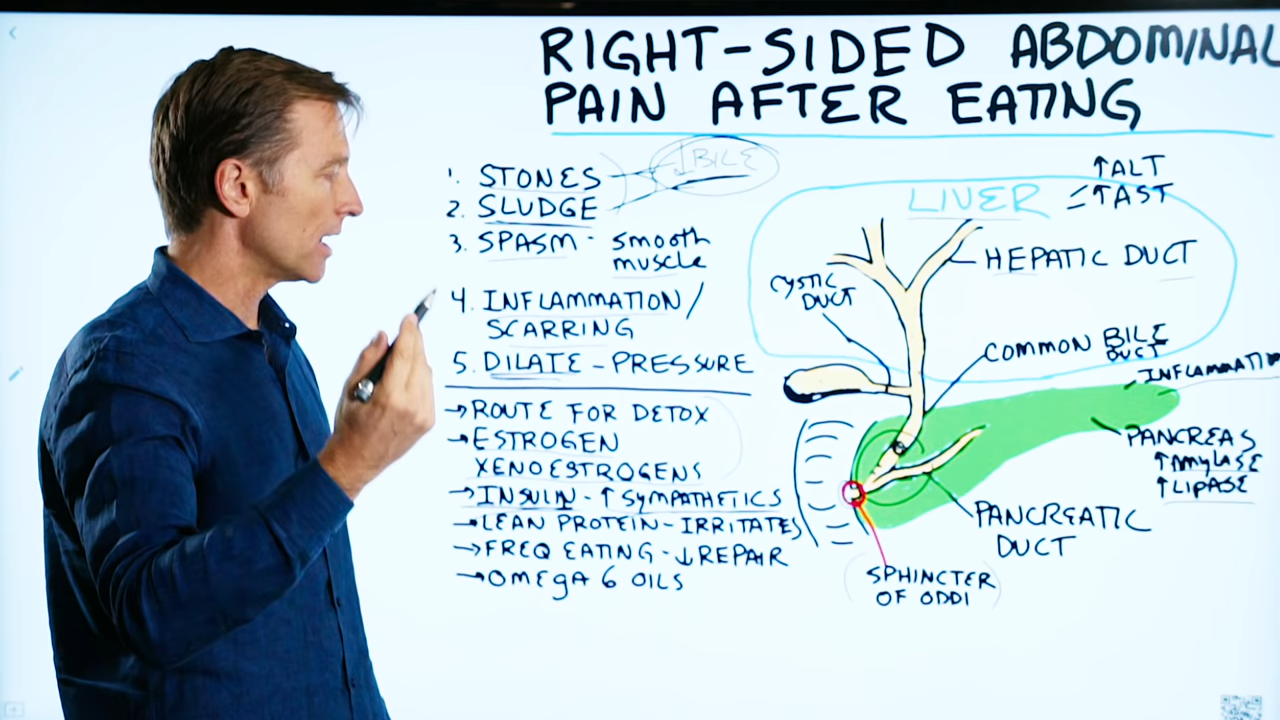 RIGHT-SIDED ABDOMINAL
PAIN AFTER EATING
1. STONES
↓BILE
2. SLUDGE
3. SPASM - smooth
muscle
4. INFLAMMATION/
SCARRING
5. DILATE - PRESSURE
→ROUTE FOR DETOX
→ESTROGEN
XENOESTROGENS
→INSULIN - ↑SYMPATHETICS
→LEAN PROTEIN - IRRITATES
→FREQ EATING - ↓REPAIR
→OMEGA 6 OILS
↑ALT
↑AST
LIVER
HEPATIC DUCT
CYSTIC
DUCT
COMMON BILE
DUCT
INFLAMMATIO
PANCREAS
↑AMYLASE
↑LIPASE
PANCREATIC
DUCT
SPHINCTER
OF ODDI